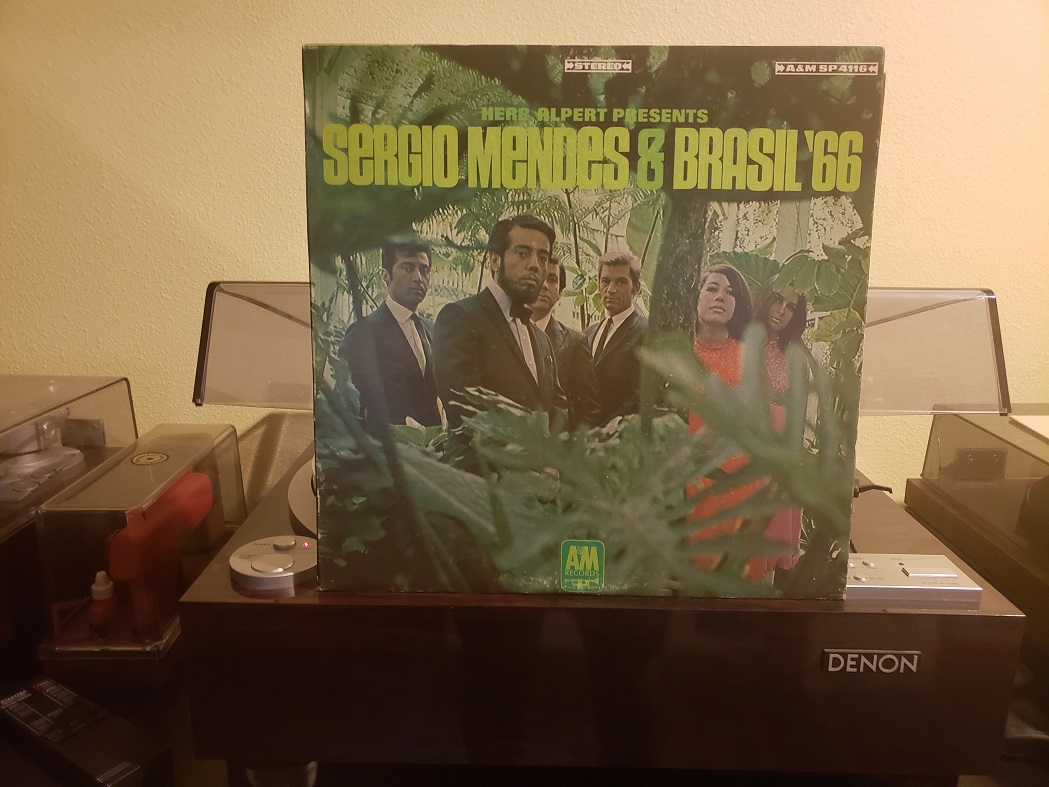 STEREO
A&M SP 4116
HERB ALPERT PRESENTS
SERGIO MENDES & BRASIL '66
A&M
RECORDS
DENON